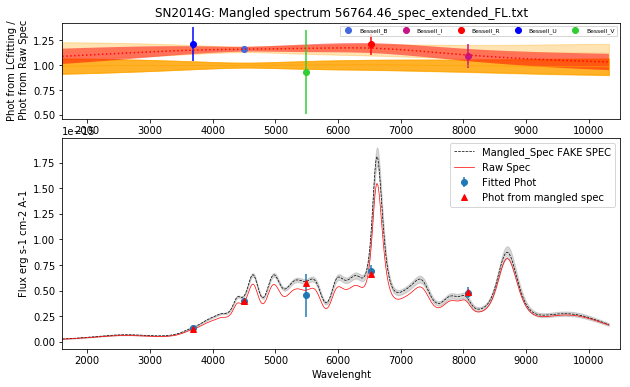 SN2014G: Mangled spectrum 56764.46_spec_extended_FL.txt
Phot from LCfitting /
Phot from Raw Spec
1.25
1.00
0.75
0.50
Bessell_B
Bessell_I
Bessell_R
Bessell_U
Bessell_V
2000 3000 4000 5000 6000 7000 8000 9000 10000
1e−15
Flux erg s-1 cm-2 A-1
1.75
1.50
1.25
1.00
0.75
0.50
0.25
0.00
Mangled_Spec FAKE SPEC
Raw Spec
Fitted Phot
Phot from mangled spec
2000 3000 4000 5000 6000 7000 8000 9000 10000
Wavelenght